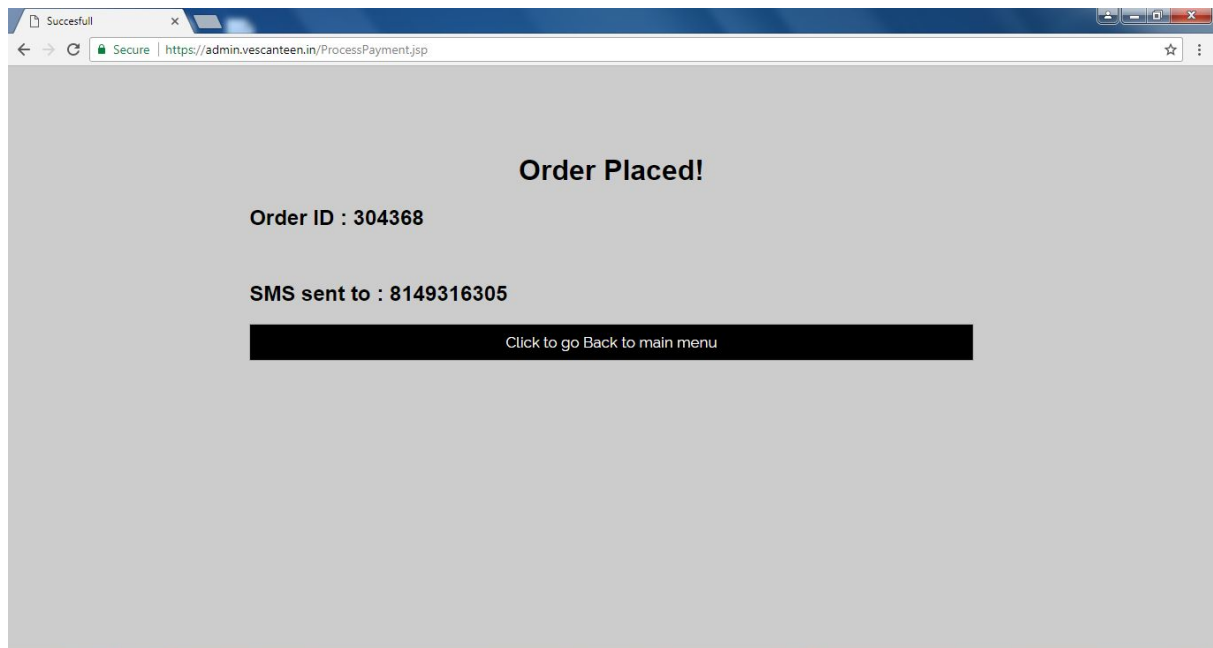 Succesfull
Secure | https://admin.vescanteen.in/ProcessPayment.jsp
Order Placed!
Order ID : 304368
SMS sent to : 8149316305
Click to go Back to main menu